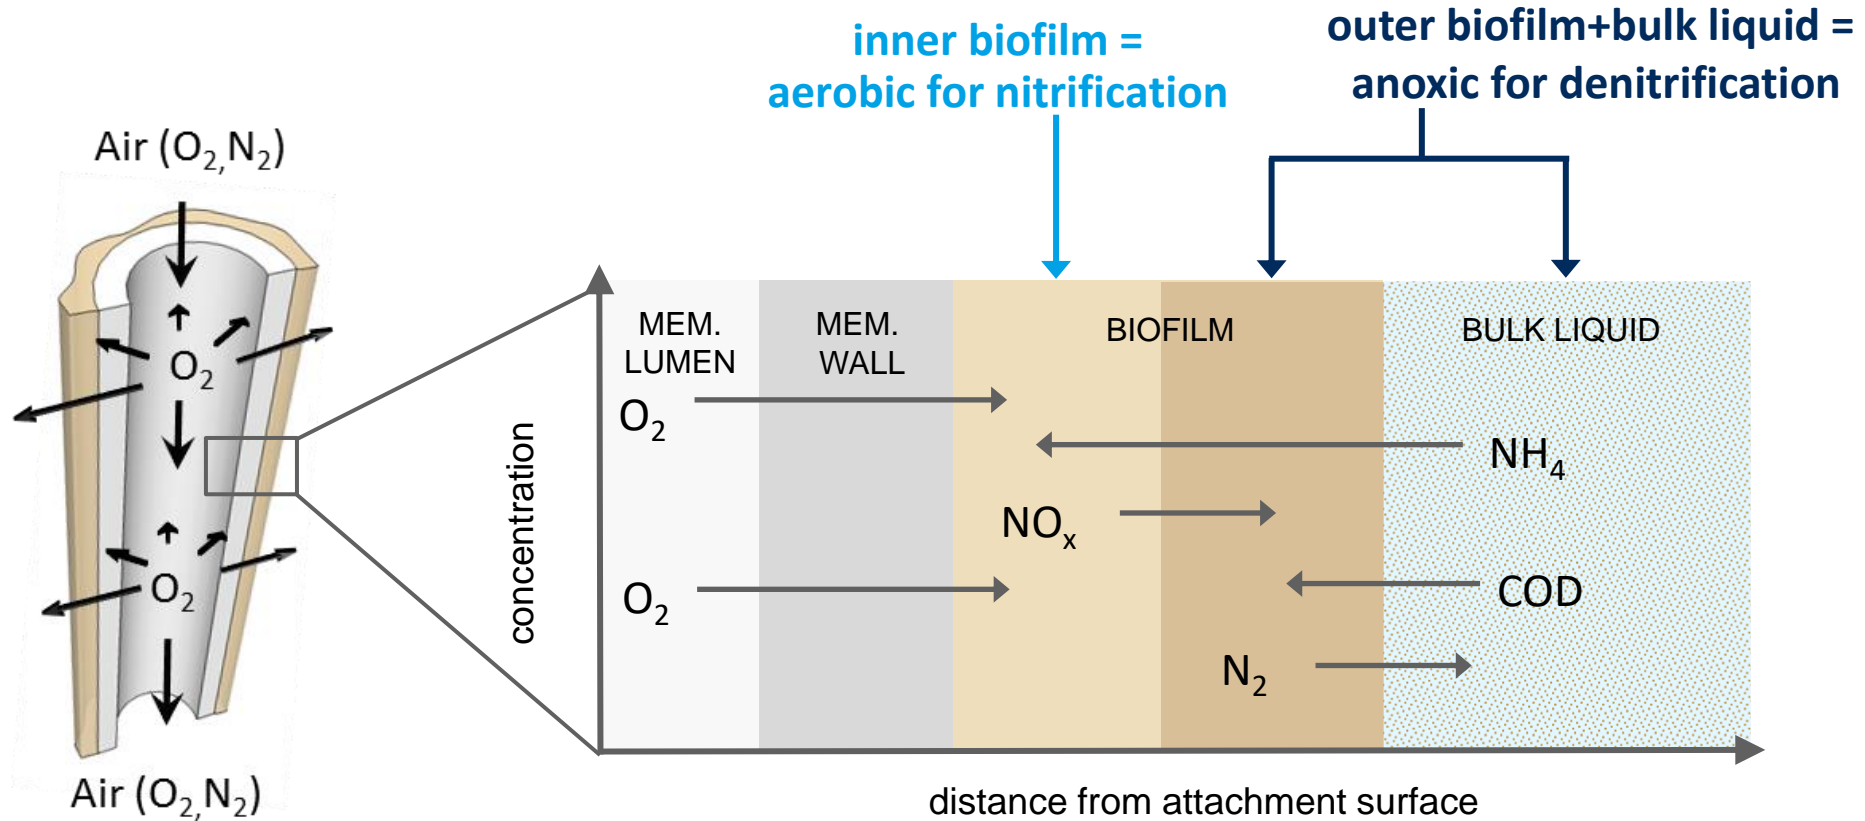 inner biofilm =
aerobic for nitrification
outer biofilm+bulk liquid =
anoxic for denitrification
Air (O₂,N₂)
O₂
O₂
Air (O₂,N₂)
concentration
MEM.
LUMEN
MEM.
WALL
BIOFILM
BULK LIQUID
O₂
NH₄
NOₓ
O₂
COD
N₂
distance from attachment surface